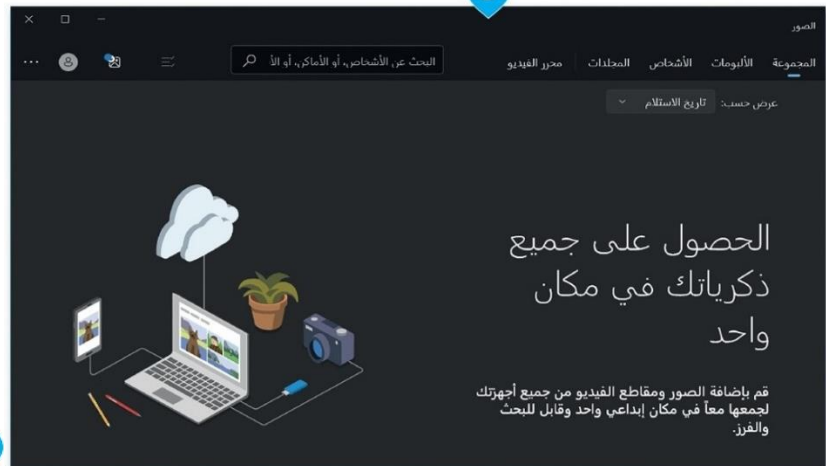 الصور
المجموعة الألبومات الأشخاص المجلدات محرر الفيديو البحث عن الأشخاص، أو الأماكن، أو الأ
عرض حسب: تاريخ الاستلام
الحصول على جميع
ذكرياتك في مكان
واحد
قم بإضافة الصور ومقاطع الفيديو من جميع أجهزتك
لجمعها معاً في مكان إبداعي واحد وقابل للبحث
والفرز.